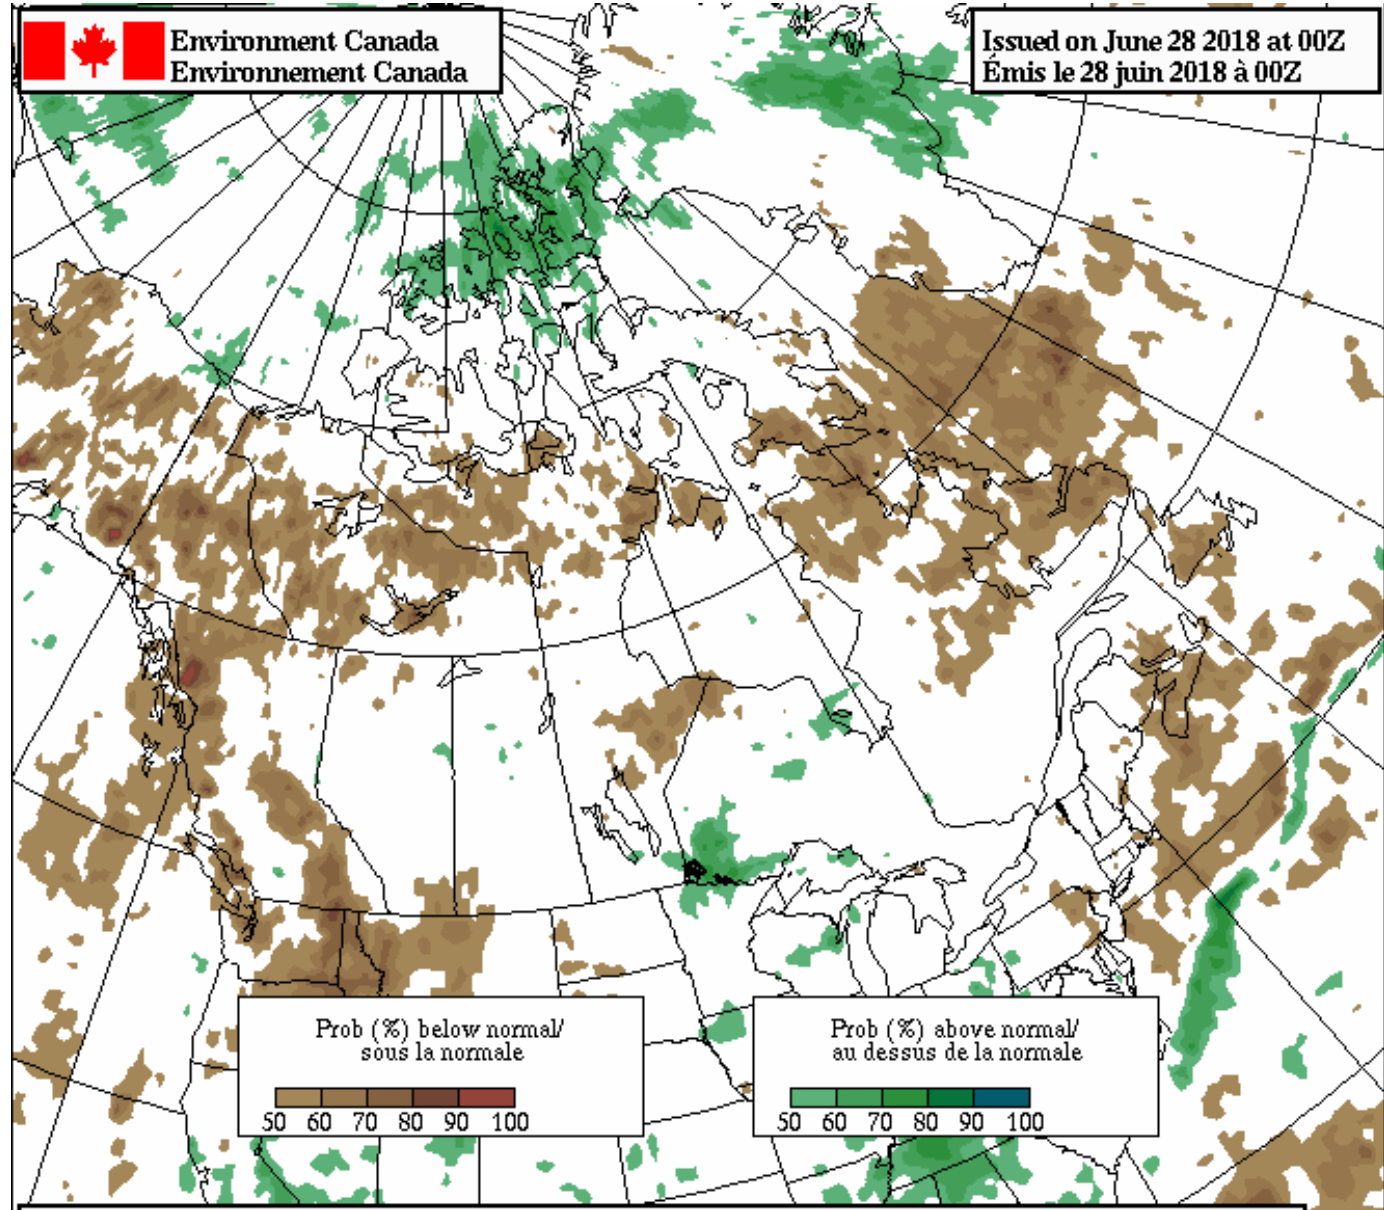 Environment Canada
Environnement Canada
Issued on June 28 2018 at 00Z
Émis le 28 juin 2018 à 00Z
Prob (%) below normal/
sous la normale
50 60 70 80 90 100
Prob (%) above normal/
au dessus de la normale
50 60 70 80 90 100